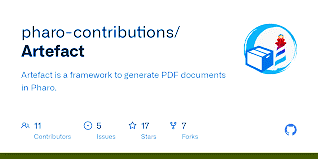 pharo-contributions/
Artefact
Artefact is a framework to generate PDF documents
in Pharo.
11
Contributors
5
Issues
17
Stars
7
Forks